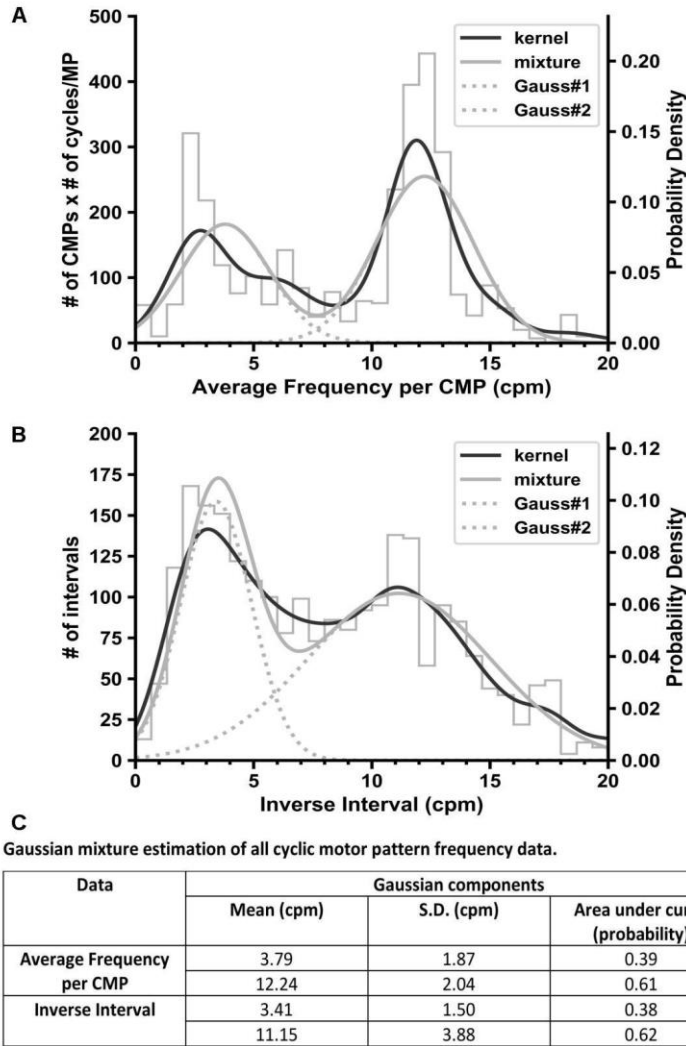 A
500
400
300
200
100
0
# of CMPs x # of cycles/MP
kernel
mixture
Gauss#1
Gauss#2
0.20
0.15
0.10
0.05
0.00
Probability Density
0 5 10 15 20
Average Frequency per CMP (cpm)
B
200
175
150
125
100
75
50
25
0
# of intervals
kernel
mixture
Gauss#1
Gauss#2
0.12
0.10
0.08
0.06
0.04
0.02
0.00
Probability Density
0 5 10 15 20
Inverse Interval (cpm)
C
Gaussian mixture estimation of all cyclic motor pattern frequency data.
Data Gaussian components
Mean (cpm) S.D. (cpm) Area under
(probability)
Average Frequency 3.79 1.87 0.39
per CMP 12.24 2.04 0.61
Inverse Interval 3.41 1.50 0.38
11.15 3.88 0.62